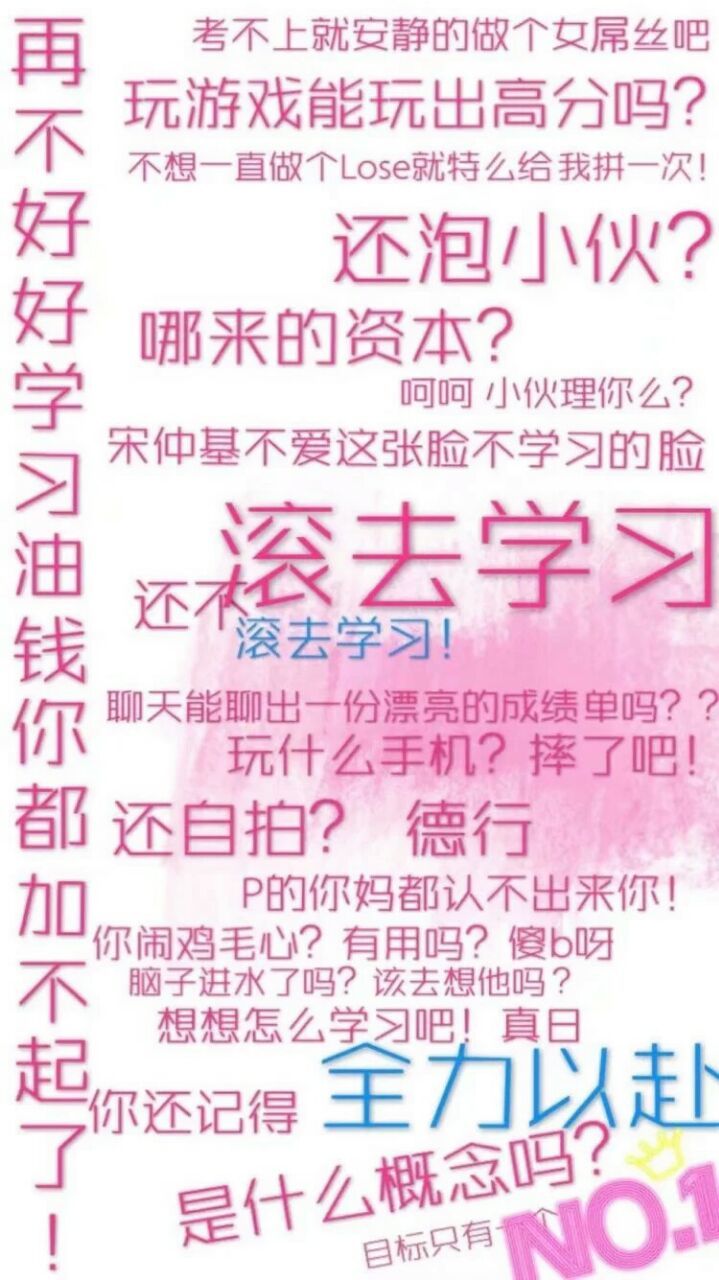 再不好好学习油钱你都加不起了！
考不上就安静的做个女屌丝吧
玩游戏能玩出高分吗？
不想一直做个Lose就特么给我拼一次！
还泡小伙？
哪来的资本？
呵呵 小伙理你么？
宋仲基不爱这张脸不学习的脸
滚去学习
还不
滚去学习！
聊天能聊出一份漂亮的成绩单吗？？
玩什么手机？摔了吧！
还自拍？ 德行
P的你妈都认不出来你！
你闹鸡毛心？有用吗？傻b呀
脑子进水了吗？该去想他吗？
想想怎么学习吧！真日
你还记得 全力以赴
是什么概念吗？
目标只有一个
NO.1